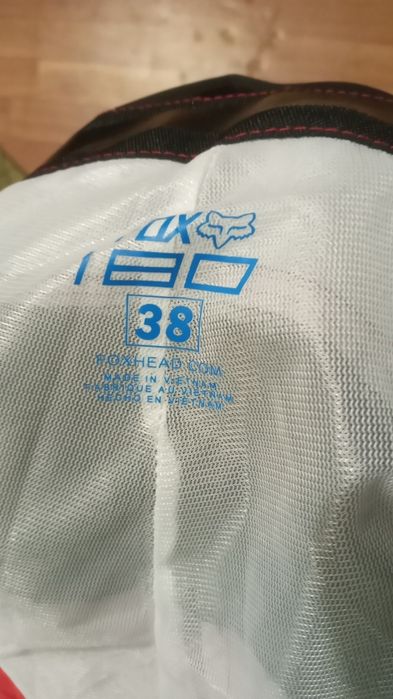 FOX
180
38
FOXHEAD.COM
MADE IN VIETNAM
FABRIQUE AU VIETNAM
HECHO EN VIETNAM